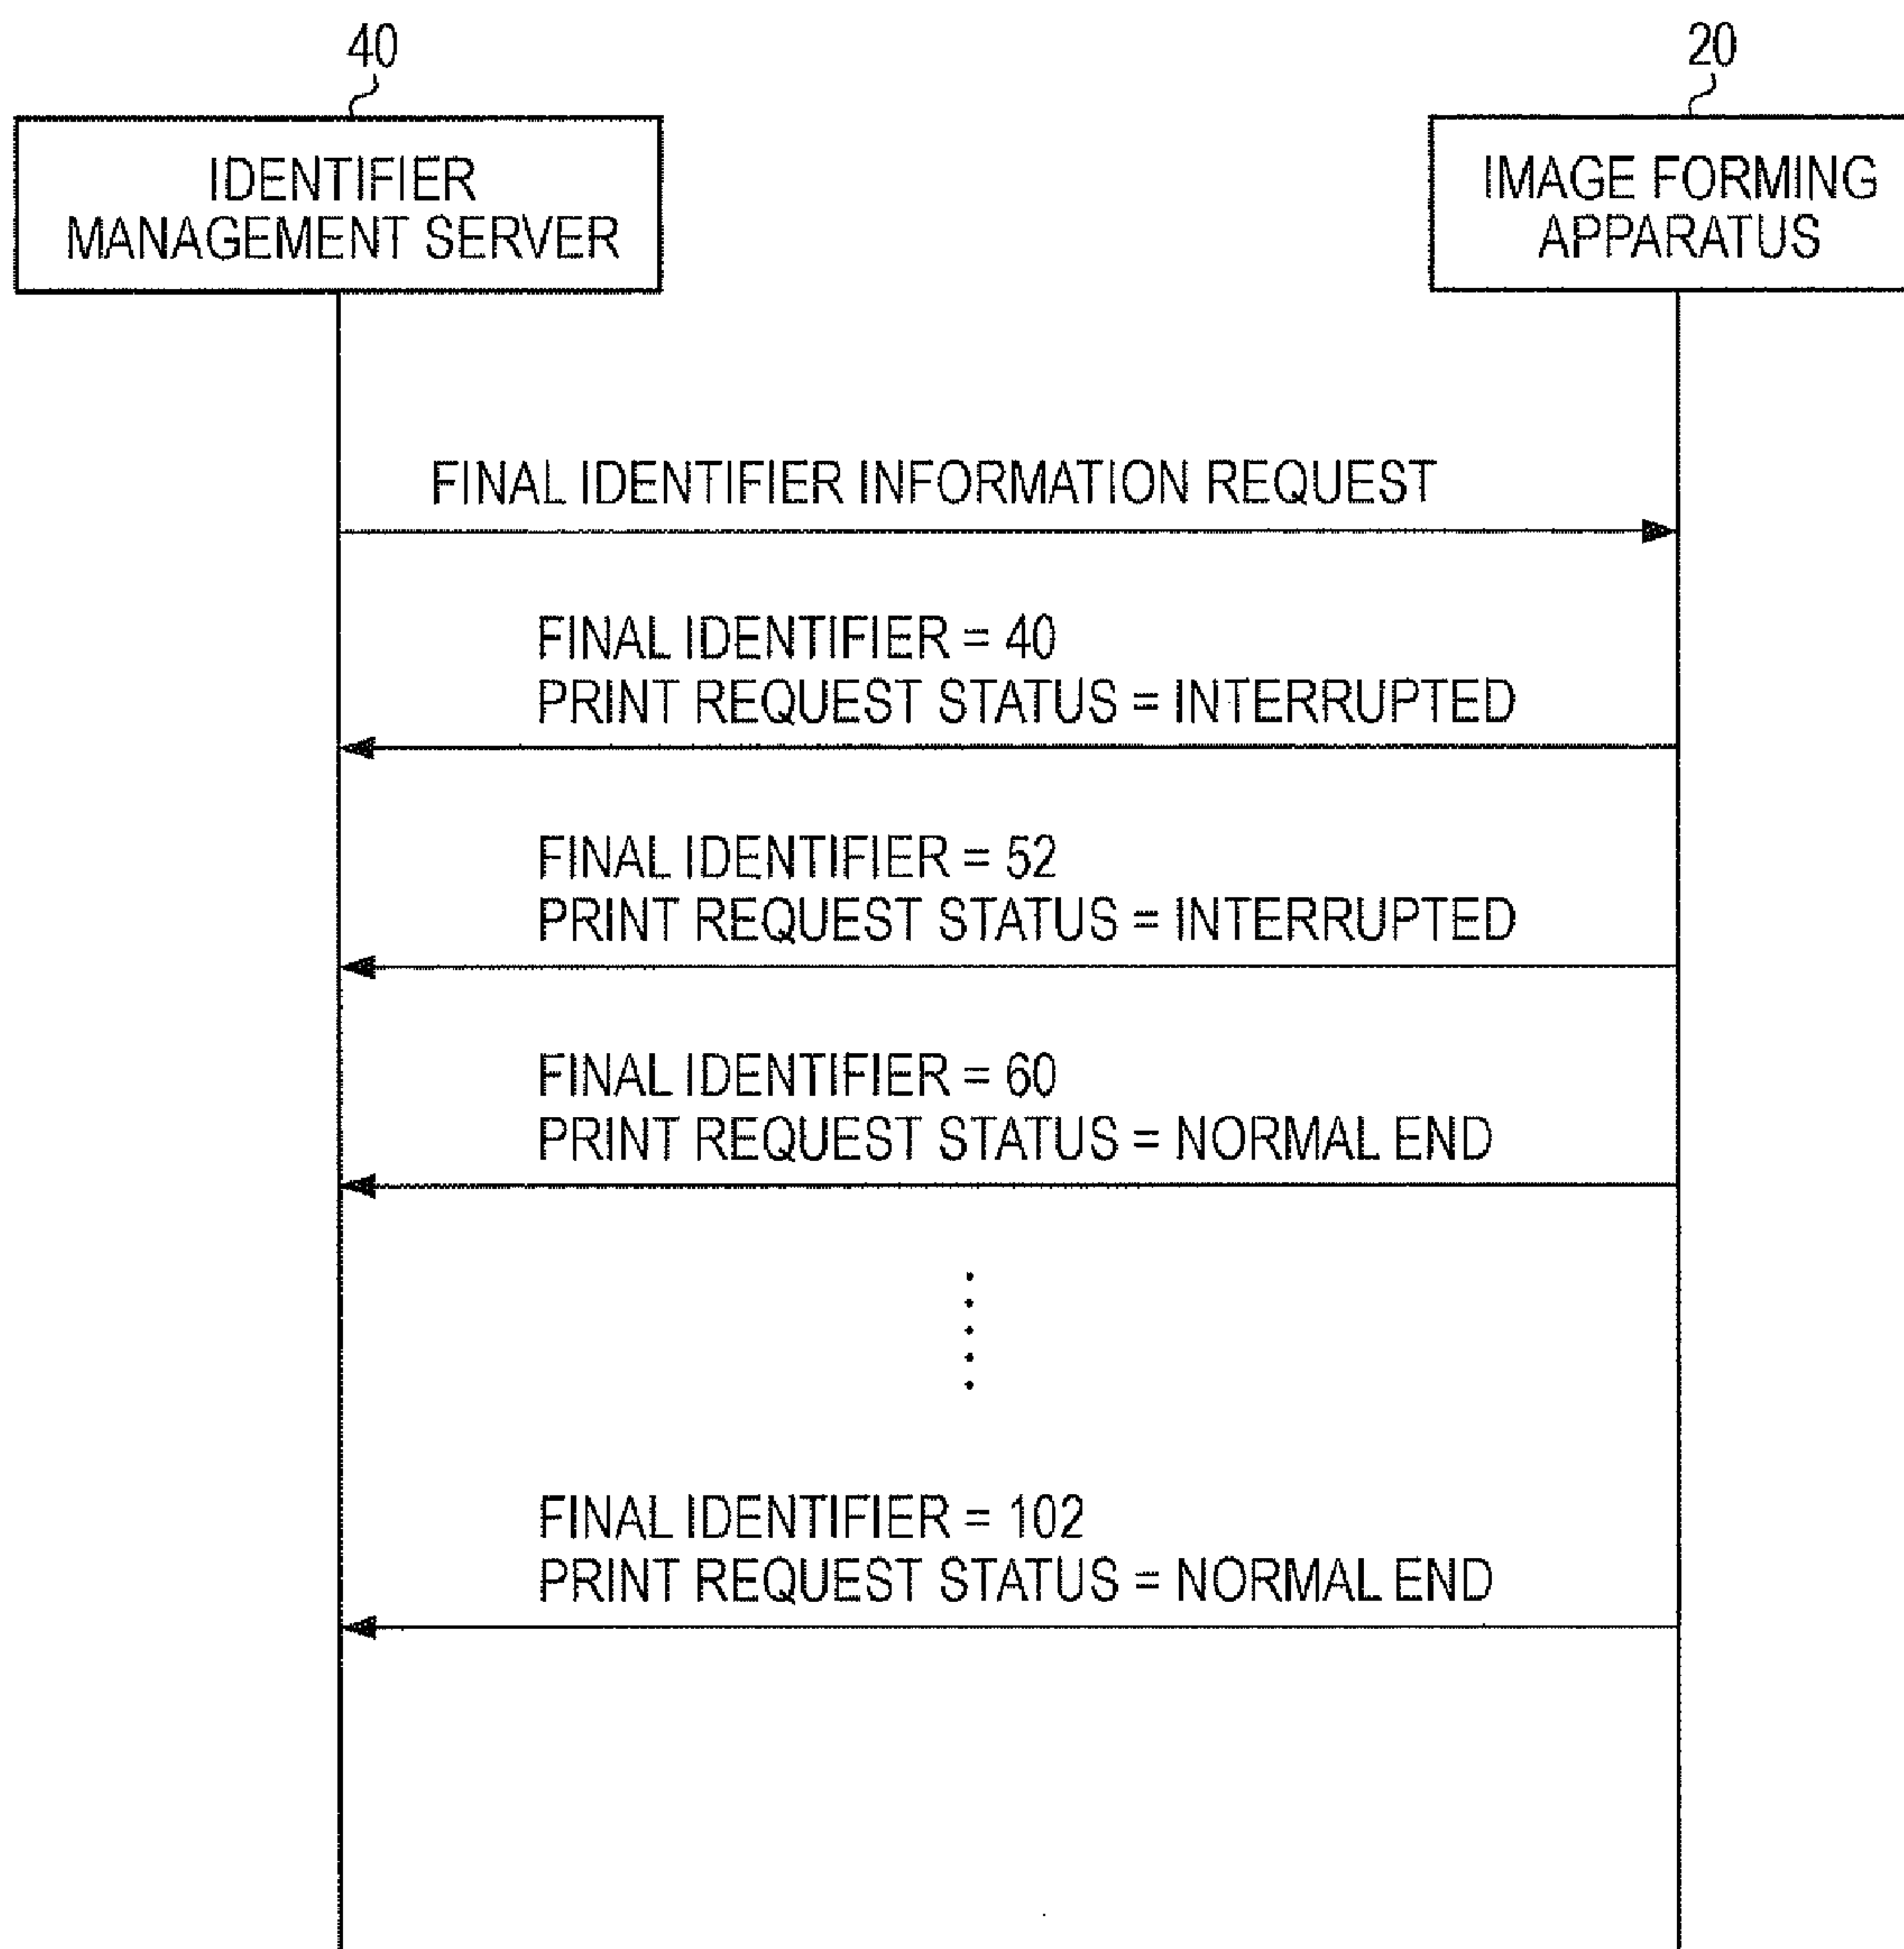 40
20
IDENTIFIER
MANAGEMENT SERVER
IMAGE FORMING
APPARATUS
FINAL IDENTIFIER INFORMATION REQUEST
FINAL IDENTIFIER = 40
PRINT REQUEST STATUS = INTERRUPTED
FINAL IDENTIFIER = 52
PRINT REQUEST STATUS = INTERRUPTED
FINAL IDENTIFIER = 60
PRINT REQUEST STATUS = NORMAL END
FINAL IDENTIFIER = 102
PRINT REQUEST STATUS = NORMAL END